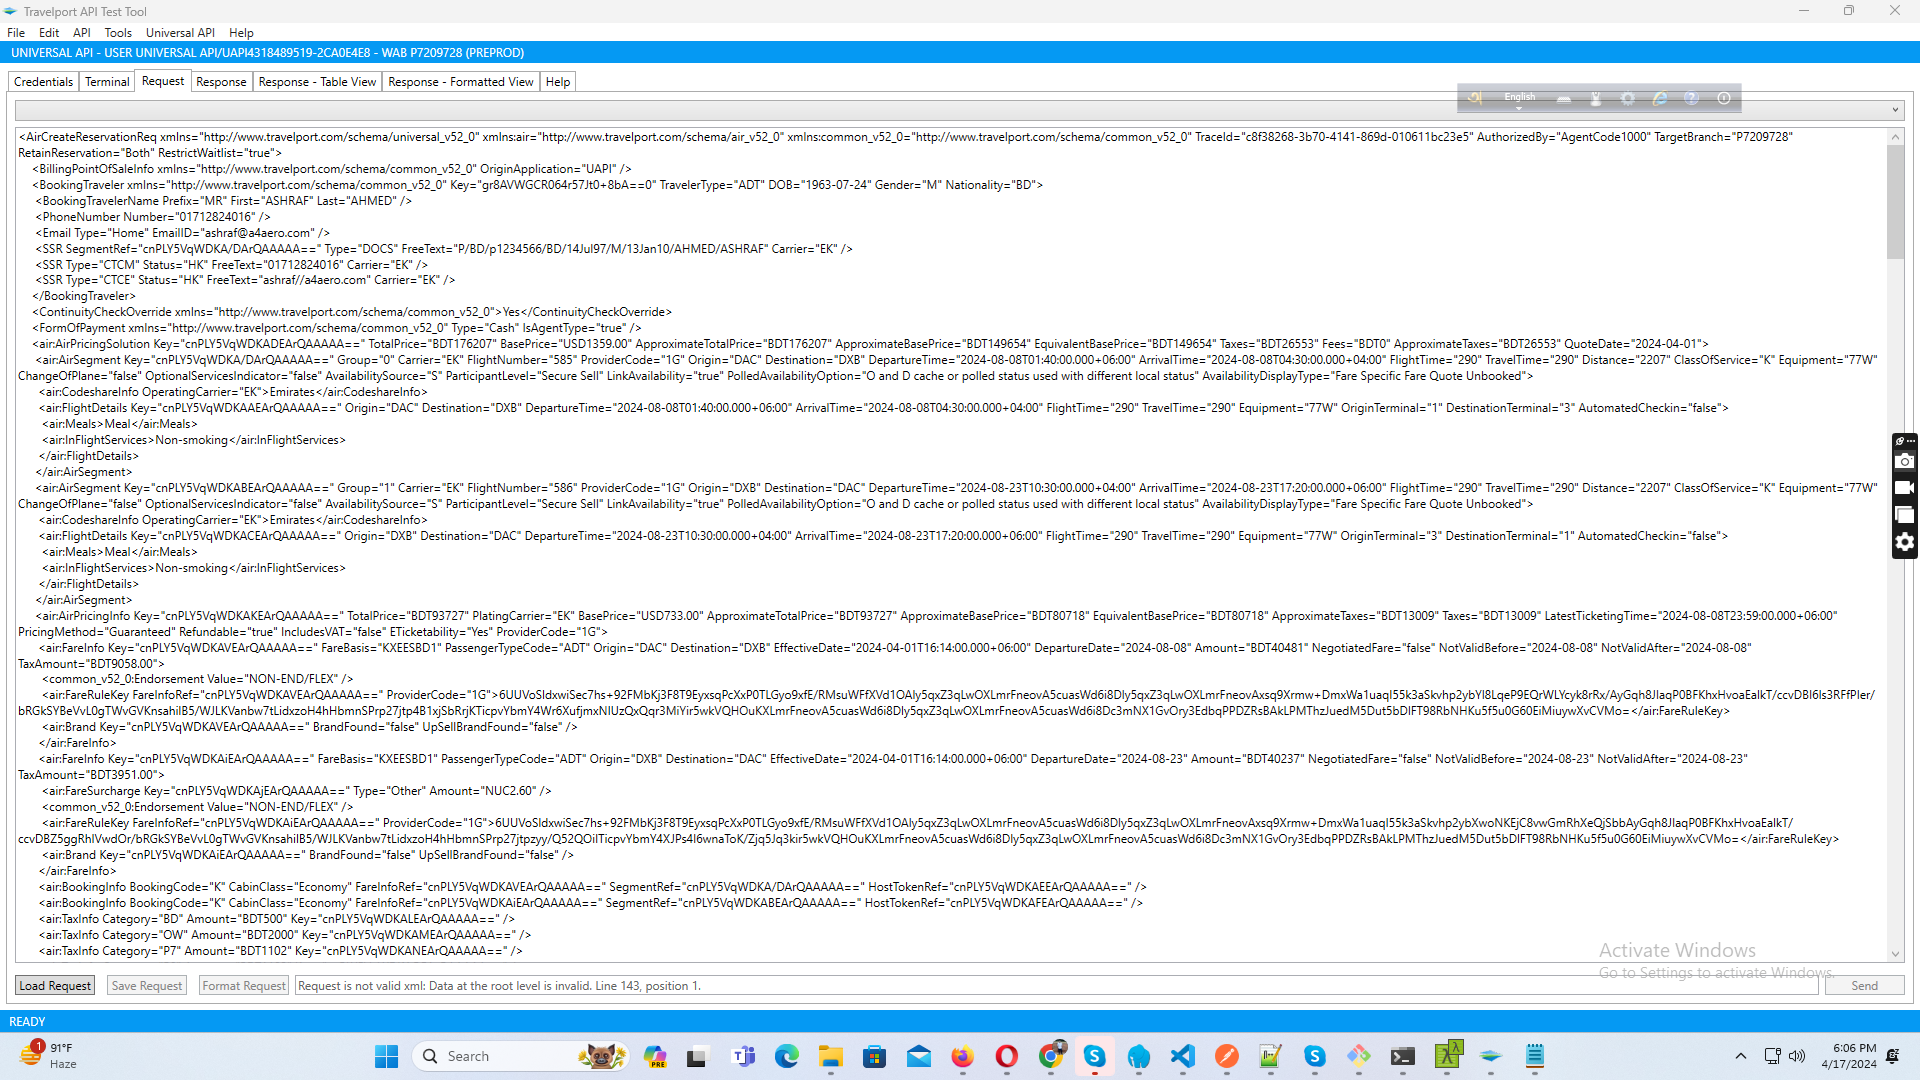 Travelport API Test Tool
File Edit API Tools Universal API Help
UNIVERSAL API - USER UNIVERSAL API/UAPI4318489519-2CA0E4E8 - WAB P7209728 (PREPROD)
Credentials Terminal Request Response Response - Table View Response - Formatted View Help
English
<AirCreateReservationReq xmlns="http://www.travelport.com/schema/universal_v52_0" xmlns:air="http://www.travelport.com/schema/air_v52_0" xmlns:common_v52_0="http://www.travelport.com/schema/common_v52_0" TraceId="c8f38268-3b70-4141-869d-010611bc23e5" AuthorizedBy="AgentCode1000" TargetBranch="P7209728"
RetainReservation="Both" RestrictWaitlist="true">
<BillingPointOfSaleInfo xmlns="http://www.travelport.com/schema/common_v52_0" OriginApplication="UAPI" />
<BookingTraveler xmlns="http://www.travelport.com/schema/common_v52_0" Key="gr8AVWGCR064r57Jt0+8bA==0" TravelerType="ADT" DOB="1963-07-24" Gender="M" Nationality="BD">
<BookingTravelerName Prefix="MR" First="ASHRAF" Last="AHMED" />
<PhoneNumber Number="01712824016" />
<Email Type="Home" EmailID="ashraf@a4aero.com" />
<SSR SegmentRef="cnPLY5VqWDKA/DArQAAAAA==" Type="DOCS" FreeText="P/BD/p1234566/BD/14Jul97/M/13Jan10/AHMED/ASHRAF" Carrier="EK" />
<SSR Type="CTCM" Status="HK" FreeText="01712824016" Carrier="EK" />
<SSR Type="CTCE" Status="HK" FreeText="ashraf//a4aero.com" Carrier="EK" />
</BookingTraveler>
<ContinuityCheckOverride xmlns="http://www.travelport.com/schema/common_v52_0">Yes</ContinuityCheckOverride>
<FormOfPayment xmlns="http://www.travelport.com/schema/common_v52_0" Type="Cash" IsAgentType="true" />
<air:AirPricingSolution Key="cnPLY5VqWDKADEArQAAAAA==" TotalPrice="BDT176207" BasePrice="USD1359.00" ApproximateTotalPrice="BDT176207" ApproximateBasePrice="BDT149654" EquivalentBasePrice="BDT149654" Taxes="BDT26553" Fees="BDT0" ApproximateTaxes="BDT26553" QuoteDate="2024-04-01">
<air:AirSegment Key="cnPLY5VqWDKA/DArQAAAAA==" Group="0" Carrier="EK" FlightNumber="585" ProviderCode="1G" Origin="DAC" Destination="DXB" DepartureTime="2024-08-08T01:40:00.000+06:00" ArrivalTime="2024-08-08T04:30:00.000+04:00" FlightTime="290" TravelTime="290" Distance="2207" ClassOfService="K" Equipment="77W"
ChangeOfPlane="false" OptionalServicesIndicator="false" AvailabilitySource="S" ParticipantLevel="Secure Sell" LinkAvailability="true" PolledAvailabilityOption="O and D cache or polled status used with different local status" AvailabilityDisplayType="Fare Specific Fare Quote Unbooked">
<air:CodeshareInfo OperatingCarrier="EK">Emirates</air:CodeshareInfo>
<air:FlightDetails Key="cnPLY5VqWDKAAEArQAAAAA==" Origin="DAC" Destination="DXB" DepartureTime="2024-08-08T01:40:00.000+06:00" ArrivalTime="2024-08-08T04:30:00.000+04:00" FlightTime="290" TravelTime="290" Equipment="77W" OriginTerminal="1" DestinationTerminal="3" AutomatedCheckin="false">
<air:Meals>Meal</air:Meals>
<air:InFlightServices>Non-smoking</air:InFlightServices>
</air:FlightDetails>
</air:AirSegment>
<air:AirSegment Key="cnPLY5VqWDKABEArQAAAAA==" Group="1" Carrier="EK" FlightNumber="586" ProviderCode="1G" Origin="DXB" Destination="DAC" DepartureTime="2024-08-23T10:30:00.000+04:00" ArrivalTime="2024-08-23T17:20:00.000+06:00" FlightTime="290" TravelTime="290" Distance="2207" ClassOfService="K" Equipment="77W"
ChangeOfPlane="false" OptionalServicesIndicator="false" AvailabilitySource="S" ParticipantLevel="Secure Sell" LinkAvailability="true" PolledAvailabilityOption="O and D cache or polled status used with different local status" AvailabilityDisplayType="Fare Specific Fare Quote Unbooked">
<air:CodeshareInfo OperatingCarrier="EK">Emirates</air:CodeshareInfo>
<air:FlightDetails Key="cnPLY5VqWDKACEArQAAAAA==" Origin="DXB" Destination="DAC" DepartureTime="2024-08-23T10:30:00.000+04:00" ArrivalTime="2024-08-23T17:20:00.000+06:00" FlightTime="290" TravelTime="290" Equipment="77W" OriginTerminal="3" DestinationTerminal="1" AutomatedCheckin="false">
<air:Meals>Meal</air:Meals>
<air:InFlightServices>Non-smoking</air:InFlightServices>
</air:FlightDetails>
</air:AirSegment>
<air:AirPricingInfo Key="cnPLY5VqWDKAKEArQAAAAA==" TotalPrice="BDT93727" PlatingCarrier="EK" BasePrice="USD733.00" ApproximateTotalPrice="BDT93727" ApproximateBasePrice="BDT80718" EquivalentBasePrice="BDT80718" ApproximateTaxes="BDT13009" Taxes="BDT13009" LatestTicketingTime="2024-08-08T23:59:00.000+06:00"
PricingMethod="Guaranteed" Refundable="true" IncludesVAT="false" ETicketability="Yes" ProviderCode="1G">
<air:FareInfo Key="cnPLY5VqWDKAVEArQAAAAA==" FareBasis="KXEESBD1" PassengerTypeCode="ADT" Origin="DAC" Destination="DXB" EffectiveDate="2024-04-01T16:14:00.000+06:00" DepartureDate="2024-08-08" Amount="BDT40481" NegotiatedFare="false" NotValidBefore="2024-08-08" NotValidAfter="2024-08-08"
TaxAmount="BDT9058.00">
<common_v52_0:Endorsement Value="NON-END/FLEX" />
<air:FareRuleKey FareInfoRef="cnPLY5VqWDKAVEArQAAAAA==" ProviderCode="1G">
</air:FareRuleKey>
<air:Brand Key="cnPLY5VqWDKAVEArQAAAAA==" BrandFound="false" UpSellBrandFound="false" />
</air:FareInfo>
<air:FareInfo Key="cnPLY5VqWDKAiEArQAAAAA==" FareBasis="KXEESBD1" PassengerTypeCode="ADT" Origin="DXB" Destination="DAC" EffectiveDate="2024-04-01T16:14:00.000+06:00" DepartureDate="2024-08-23" Amount="BDT40237" NegotiatedFare="false" NotValidBefore="2024-08-23" NotValidAfter="2024-08-23"
TaxAmount="BDT3951.00">
<air:FareSurcharge Key="cnPLY5VqWDKAjEArQAAAAA==" Type="Other" Amount="NUC2.60" />
<common_v52_0:Endorsement Value="NON-END/FLEX" />
<air:FareRuleKey FareInfoRef="cnPLY5VqWDKAiEArQAAAAA==" ProviderCode="1G">
</air:FareRuleKey>
<air:Brand Key="cnPLY5VqWDKAiEArQAAAAA==" BrandFound="false" UpSellBrandFound="false" />
</air:FareInfo>
<air:BookingInfo BookingCode="K" CabinClass="Economy" FareInfoRef="cnPLY5VqWDKAVEArQAAAAA==" SegmentRef="cnPLY5VqWDKA/DArQAAAAA==" HostTokenRef="cnPLY5VqWDKAEEArQAAAAA==" />
<air:BookingInfo BookingCode="K" CabinClass="Economy" FareInfoRef="cnPLY5VqWDKAiEArQAAAAA==" SegmentRef="cnPLY5VqWDKABEArQAAAAA==" HostTokenRef="cnPLY5VqWDKAFEArQAAAAA==" />
<air:TaxInfo Category="BD" Amount="BDT500" Key="cnPLY5VqWDKALEArQAAAAA==" />
<air:TaxInfo Category="OW" Amount="BDT2000" Key="cnPLY5VqWDKAMEArQAAAAA==" />
<air:TaxInfo Category="P7" Amount="BDT1102" Key="cnPLY5VqWDKANEArQAAAAA==" />
Activate Windows
Go to Settings to activate Windows.
Load Request Save Request Format Request Request is not valid xml: Data at the root level is invalid. Line 143, position 1. Send
READY
1 91°F
Haze
Search
PRE
6:06 PM
4/17/2024